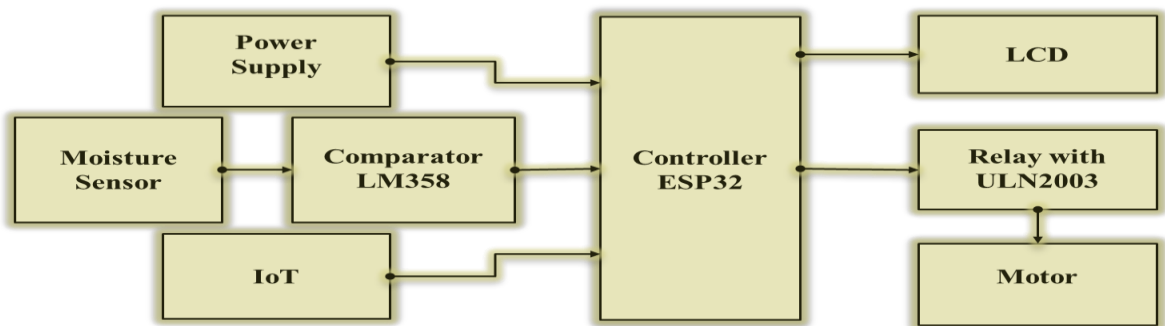 Power
Supply
Moisture
Sensor
Comparator
LM358
IoT
Controller
ESP32
LCD
Relay with
ULN2003
Motor